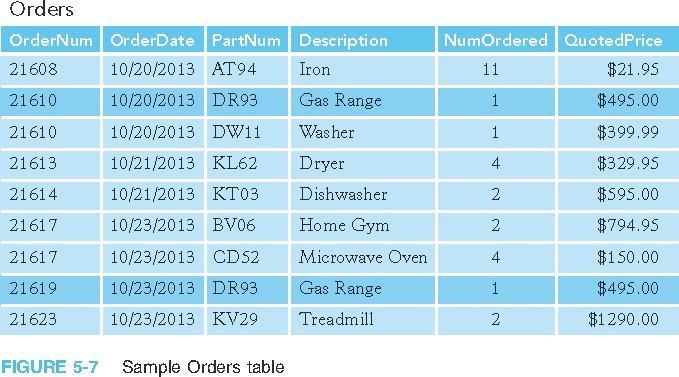 Orders
OrderNum OrderDate PartNum Description NumOrdered QuotedPrice
21608 10/20/2013 AT94 Iron 11 $21.95
21610 10/20/2013 DR93 Gas Range 1 $495.00
21610 10/20/2013 DW11 Washer 1 $399.99
21613 10/21/2013 KL62 Dryer 4 $329.95
21614 10/21/2013 KT03 Dishwasher 2 $595.00
21617 10/23/2013 BV06 Home Gym 2 $794.95
21617 10/23/2013 CD52 Microwave Oven 4 $150.00
21619 10/23/2013 DR93 Gas Range 1 $495.00
21623 10/23/2013 KV29 Treadmill 2 $1290.00
FIGURE 5-7 Sample Orders table